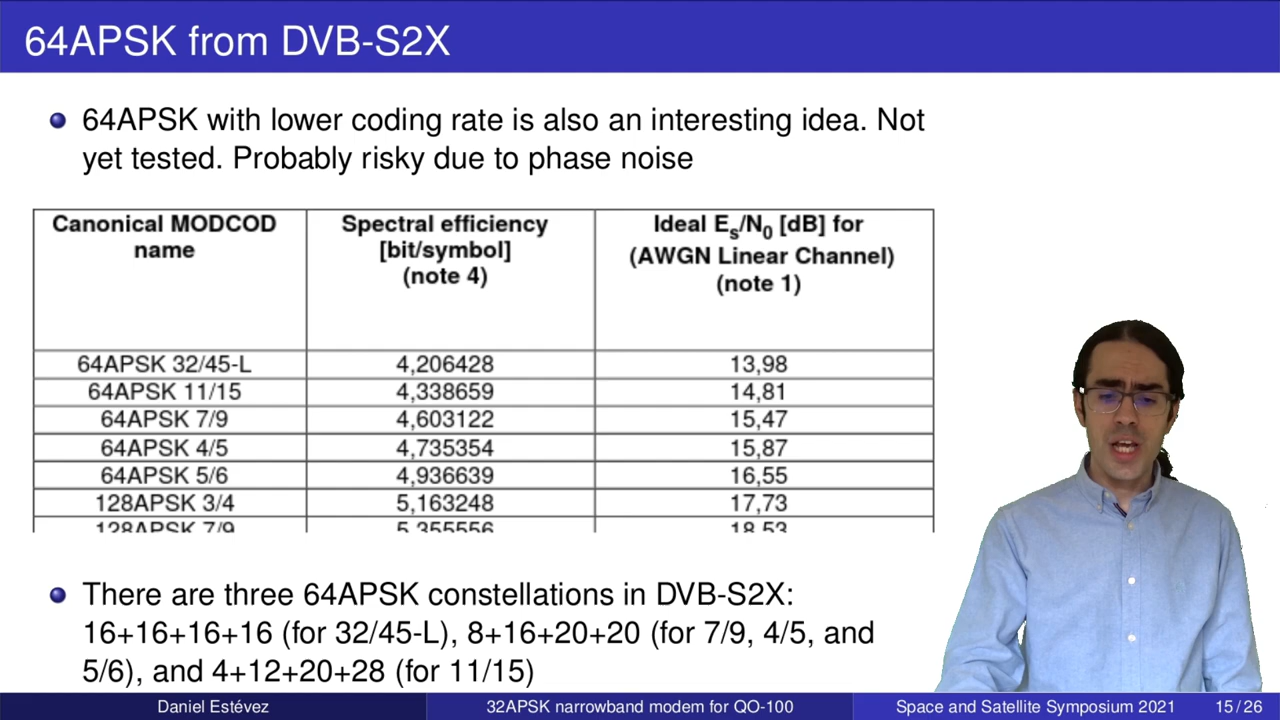 64APSK from DVB-S2X
64APSK with lower coding rate is also an interesting idea. Not
yet tested. Probably risky due to phase noise
Canonical MODCOD name Spectral efficiency [bit/symbol] (note 4) Ideal Es/N0 [dB] for (AWGN Linear Channel) (note 1)
64APSK 32/45-L 4,206428 13,98
64APSK 11/15 4,338659 14,81
64APSK 7/9 4,603122 15,47
64APSK 4/5 4,735354 15,87
64APSK 5/6 4,936639 16,55
128APSK 3/4 5,163248 17,73
128APSK 7/9 5,355556 18,53
There are three 64APSK constellations in DVB-S2X:
16+16+16+16 (for 32/45-L), 8+16+20+20 (for 7/9, 4/5, and
5/6), and 4+12+20+28 (for 11/15)
Daniel Estévez 32APSK narrowband modem for QO-100 Space and Satellite Symposium 2021 15 / 26